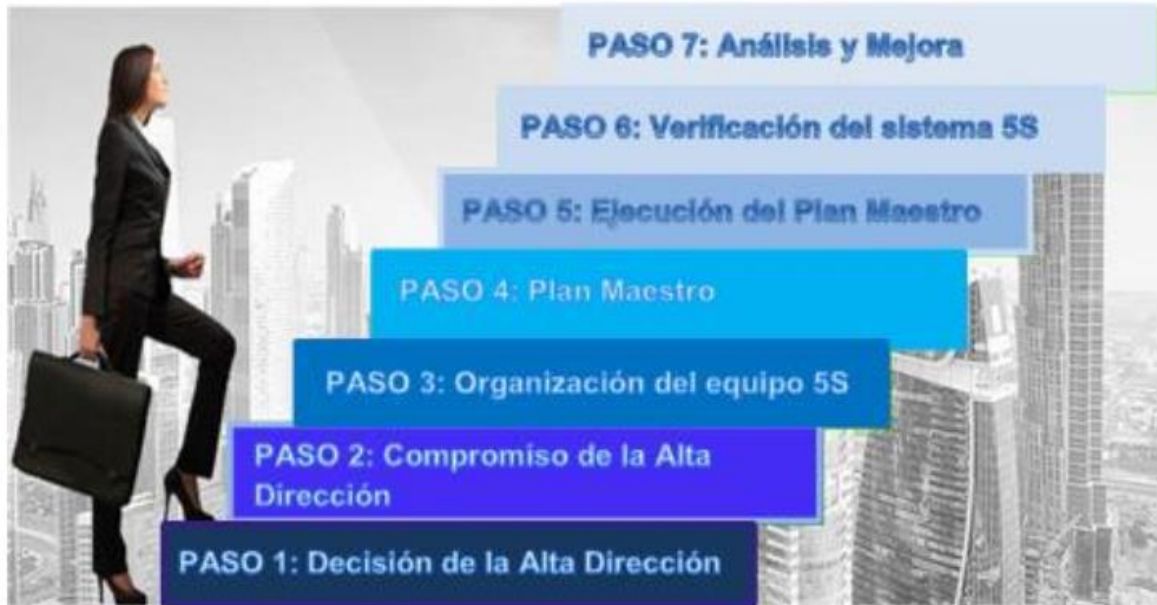 PASO 7: Análisis y Mejora
PASO 6: Verificación del sistema 5S
PASO 5: Ejecución del Plan Maestro
PASO 4: Plan Maestro
PASO 3: Organización del equipo 5S
PASO 2: Compromiso de la Alta
Dirección
PASO 1: Decisión de la Alta Dirección